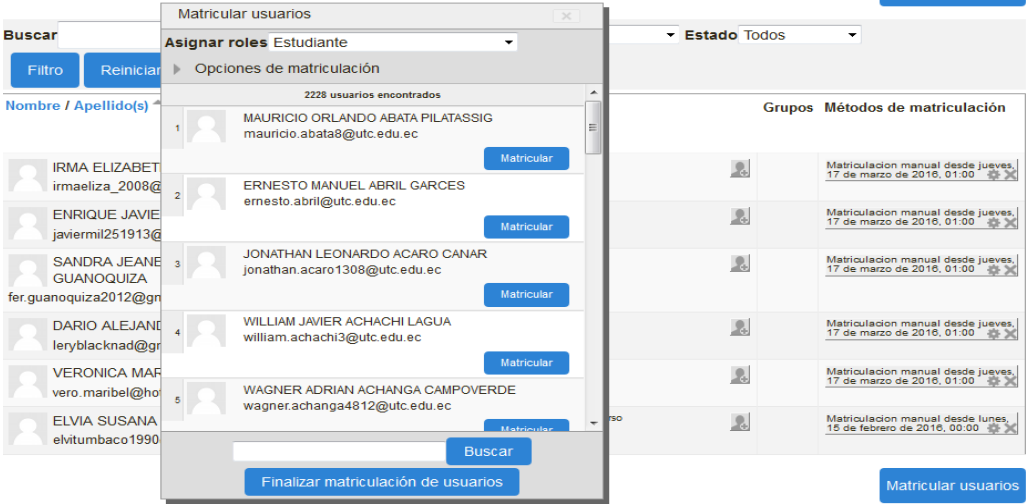 Matricular usuarios
Asignar roles Estudiante
Opciones de matriculación
2228 usuarios encontrados
1
MAURICIO ORLANDO ABATA PILATASSIG
mauricio.abata8@utc.edu.ec
Matricular
2
ERNESTO MANUEL ABRIL GARCES
ernesto.abril@utc.edu.ec
Matricular
3
JONATHAN LEONARDO ACARO CANAR
jonathan.acaro1308@utc.edu.ec
Matricular
4
WILLIAM JAVIER ACHACHI LAGUA
william.achachi3@utc.edu.ec
Matricular
5
WAGNER ADRIAN ACHANGA CAMPOVERDE
wagner.achanga4812@utc.edu.ec
Matricular
Buscar
Finalizar matriculación de usuarios
Buscar
Estado Todos
Filtro Reiniciar
Nombre / Apellido(s)
Grupos Métodos de matriculación
IRMA ELIZABET
irmaeliza_2008@
Matriculacion manual desde jueves,
17 de marzo de 2016, 01:00
ENRIQUE JAVIE
javiermil251913@
Matriculacion manual desde jueves,
17 de marzo de 2016, 01:00
SANDRA JEANE
GUANOQUIZA
fer.guanoquiza2012@gm
Matriculacion manual desde jueves,
17 de marzo de 2016, 01:00
DARIO ALEJAND
leryblacknad@gm
Matriculacion manual desde jueves,
17 de marzo de 2016, 01:00
VERONICA MAR
vero.maribel@hot
Matriculacion manual desde jueves,
17 de marzo de 2016, 01:00
ELVIA SUSANA
elvitumbaco1990
rso
Matriculacion manual desde lunes,
15 de febrero de 2016, 00:00
Matricular usuarios